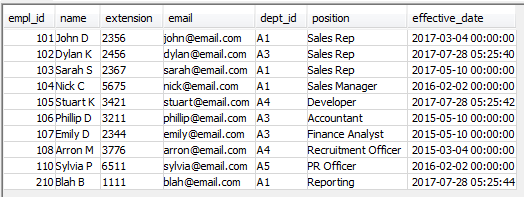 empl_id name extension email dept_id position effective_date
101 John D 2356 john@email.com A1 Sales Rep 2017-03-04 00:00:00
102 Dylan K 2456 dylan@email.com A3 Sales Rep 2017-07-28 05:25:40
103 Sarah S 2367 sarah@email.com A1 Sales Rep 2017-05-10 00:00:00
104 Nick C 5675 nick@email.com A1 Sales Manager 2016-02-02 00:00:00
105 Stuart K 3421 stuart@email.com A4 Developer 2017-07-28 05:25:42
106 Phillip D 3211 phillip@email.com A3 Accountant 2015-05-10 00:00:00
107 Emily D 2344 emily@email.com A3 Finance Analyst 2015-05-10 00:00:00
108 Arron M 3776 arron@email.com A4 Recruitment Officer 2015-03-04 00:00:00
110 Sylvia P 6511 sylvia@email.com A5 PR Officer 2016-02-02 00:00:00
210 Blah B 1111 blah@email.com A1 Reporting 2017-07-28 05:25:44